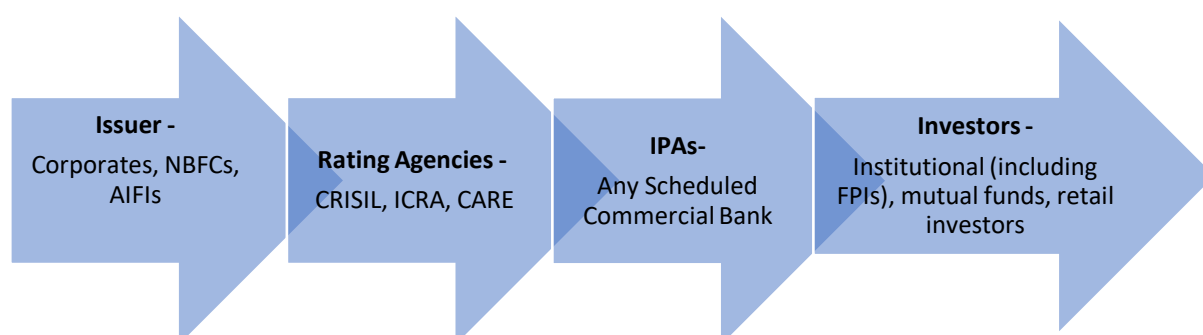 Issuer -
Corporates, NBFCs,
AIFIs
Rating Agencies -
CRISIL, ICRA, CARE
IPAs-
Any Scheduled
Commercial Bank
Investors -
Institutional (including
FPIs), mutual funds, retail
investors